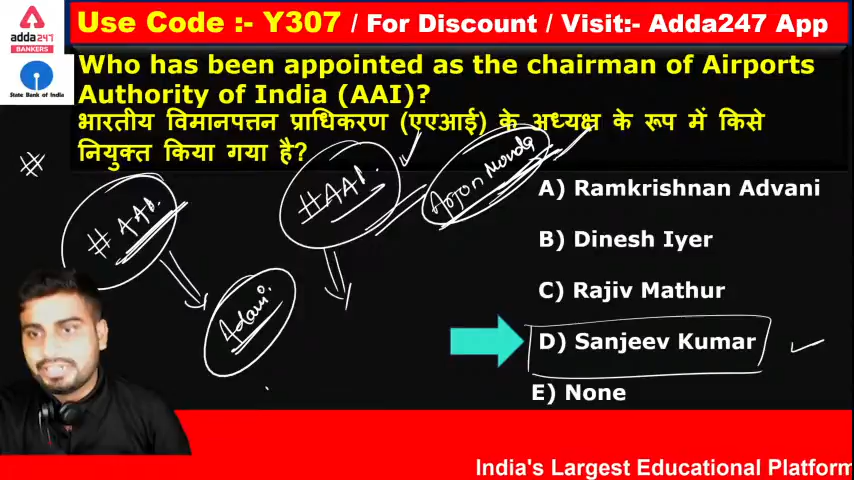 adda247
BANKERS
State Bank of India
Use Code :- Y307 / For Discount / Visit:- Adda247 App
Who has been appointed as the chairman of Airports
Authority of India (AAI)?
भारतीय विमानपत्तन प्राधिकरण (एएआई) के अध्यक्ष के रूप में किसे
नियुक्त किया गया है?
#
# AAI.
#AAI.
Arjun Munda
Adani
A) Ramkrishnan Advani
B) Dinesh Iyer
C) Rajiv Mathur
D) Sanjeev Kumar
E) None
India's Largest Educational Platform